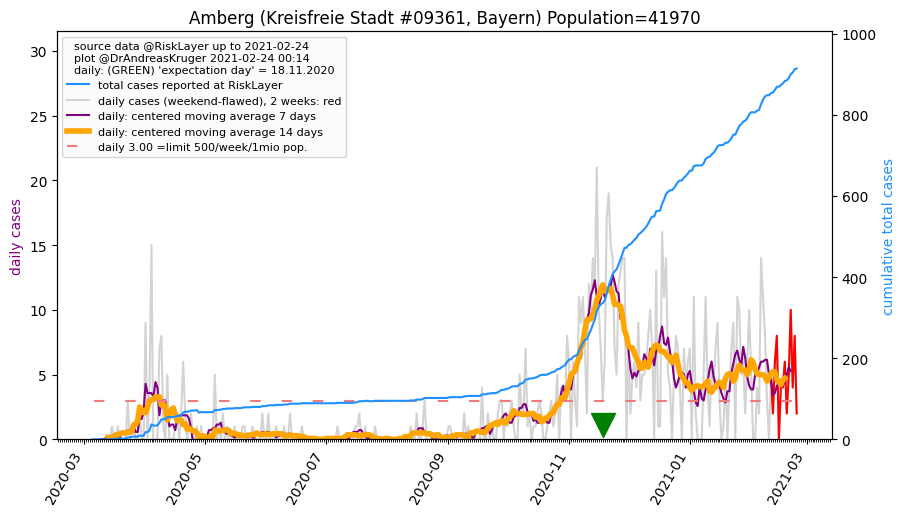 Amberg (Kreisfreie Stadt #09361, Bayern) Population=41970
source data @RiskLayer up to 2021-02-24
plot @DrAndreasKruger 2021-02-24 00:14
daily: (GREEN) 'expectation day' = 18.11.2020
total cases reported at RiskLayer
daily cases (weekend-flawed), 2 weeks: red
daily: centered moving average 7 days
daily: centered moving average 14 days
daily 3.00 =limit 500/week/1mio pop.
daily cases
30
25
20
15
10
5
0
cumulative total cases
1000
800
600
400
200
0
2020-03
2020-05
2020-07
2020-09
2020-11
2021-01
2021-03